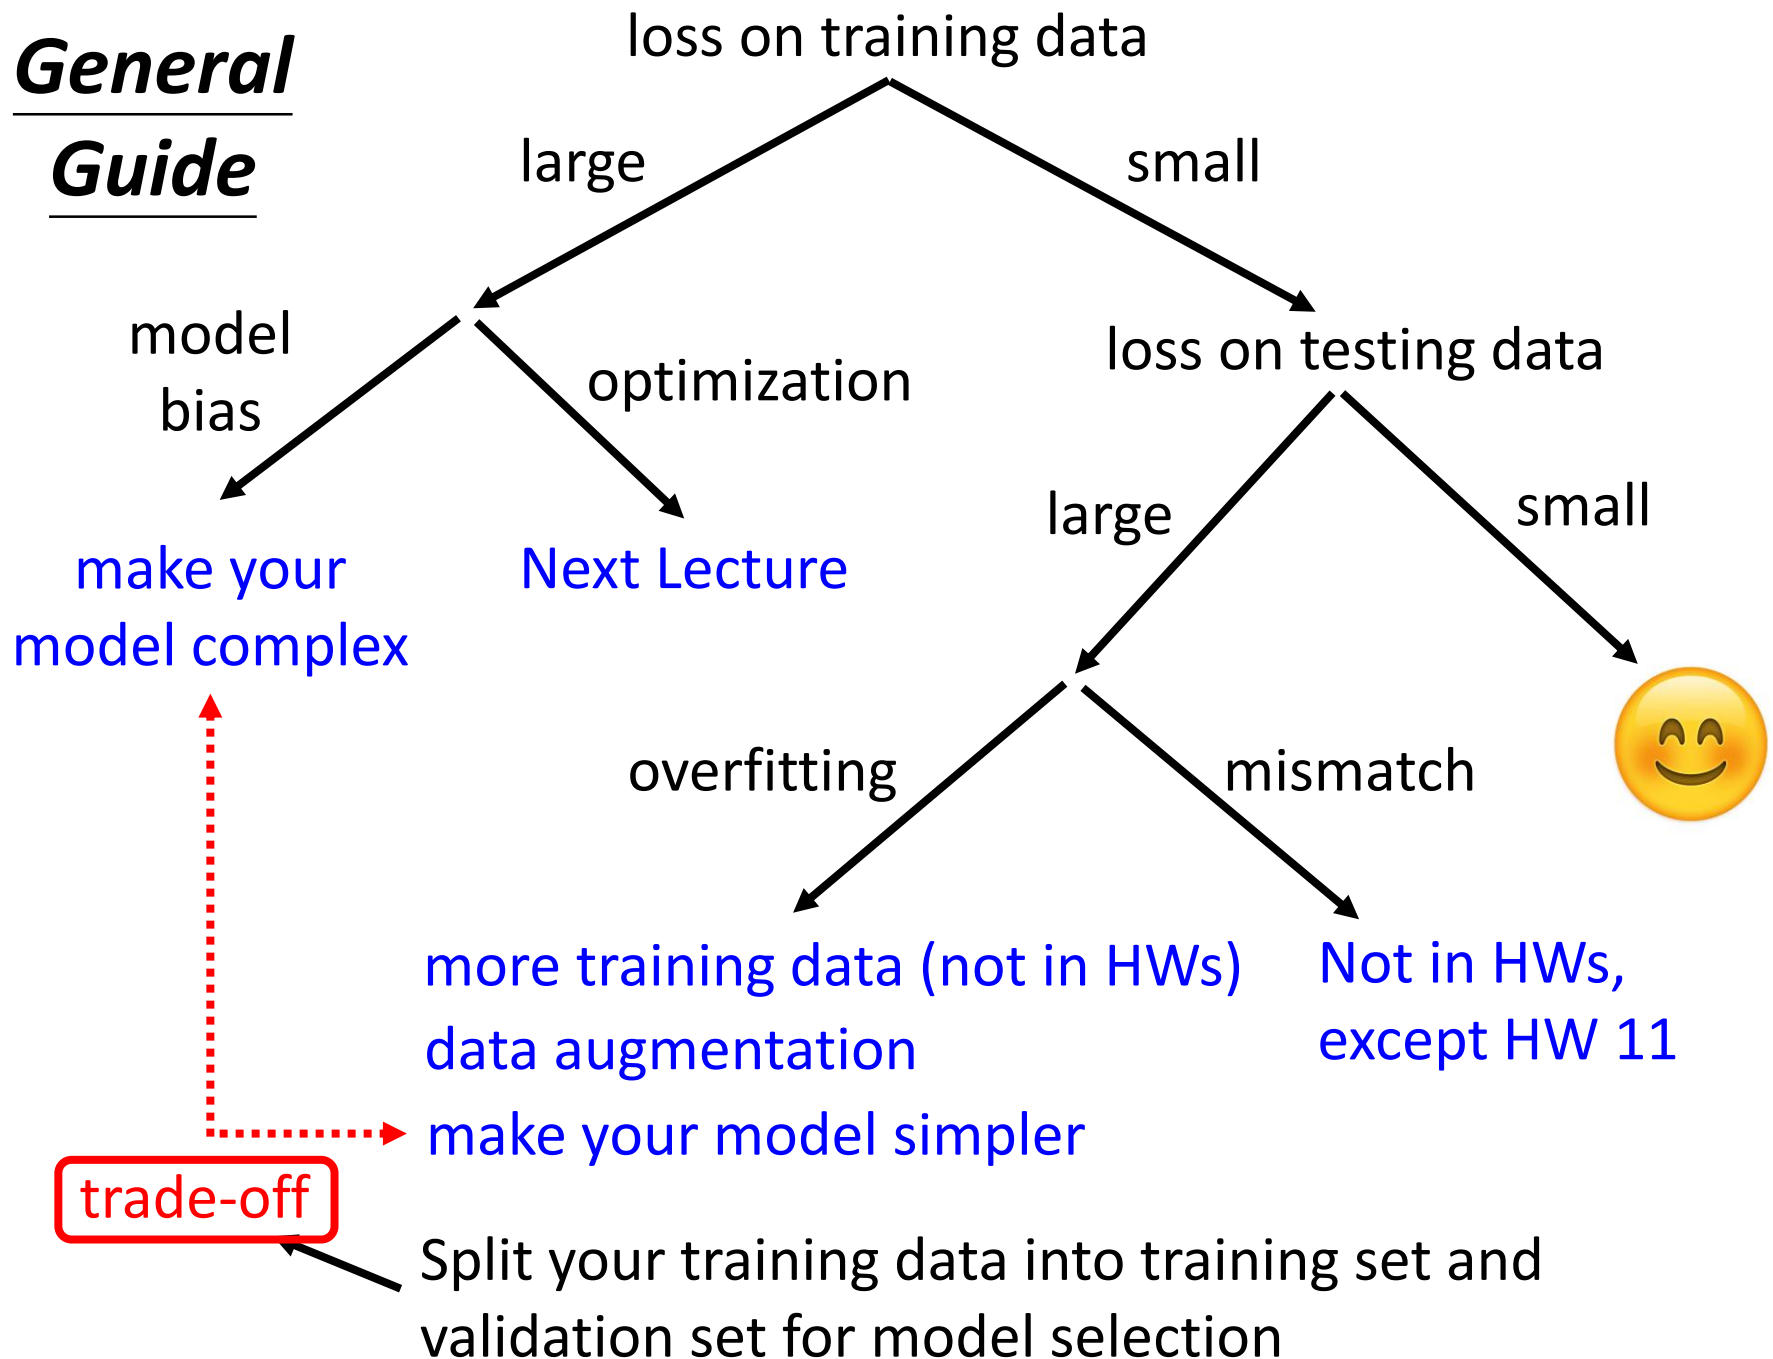 General
Guide
loss on training data
large
small
model
bias
optimization
loss on testing data
make your
model complex
Next Lecture
large
small
overfitting
mismatch
more training data (not in HWs)
data augmentation
make your model simpler
Not in HWs,
except HW 11
trade-off
Split your training data into training set and
validation set for model selection